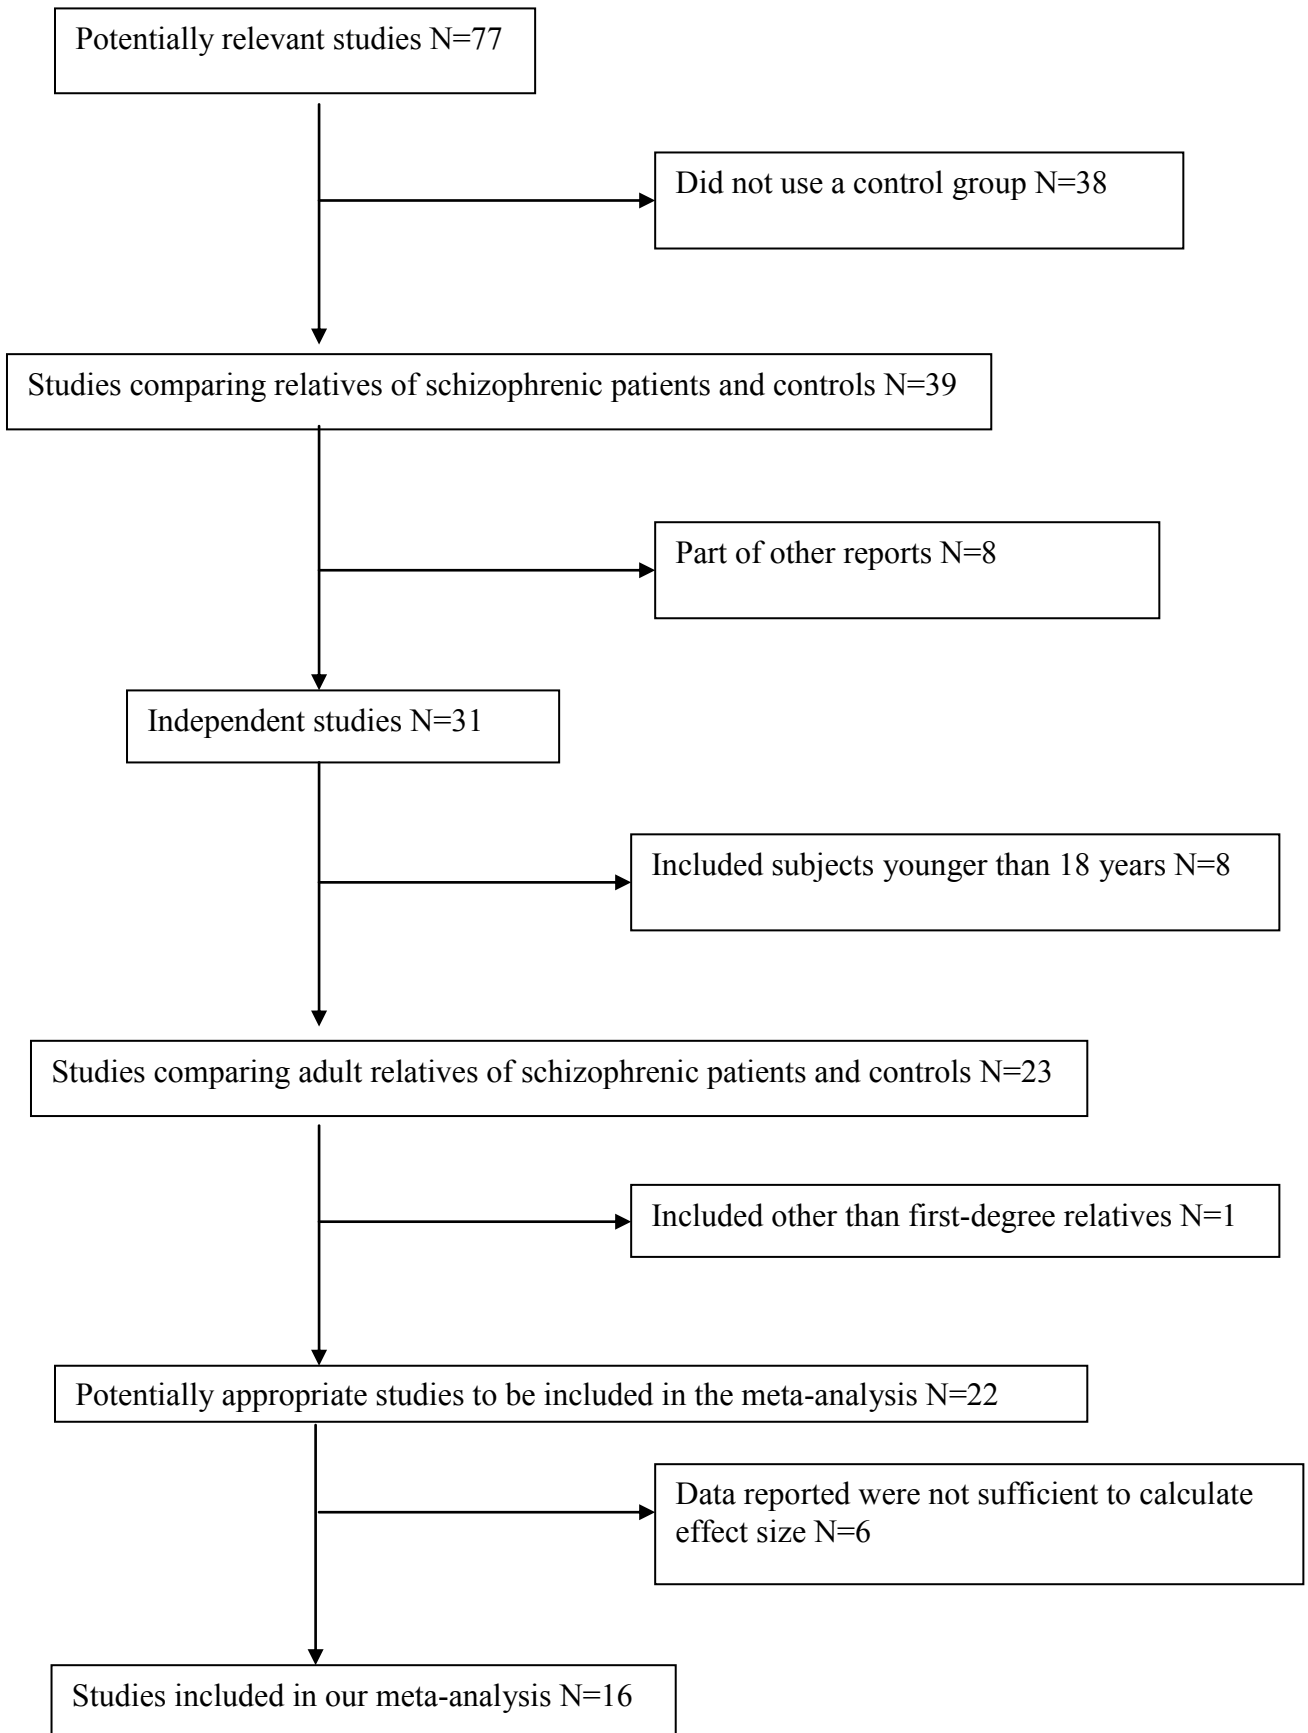 Potentially relevant studies N=77
Did not use a control group N=38
Studies comparing relatives of schizophrenic patients and controls N=39
Part of other reports N=8
Independent studies N=31
Included subjects younger than 18 years N=8
Studies comparing adult relatives of schizophrenic patients and controls N=23
Included other than first-degree relatives N=1
Potentially appropriate studies to be included in the meta-analysis N=22
Data reported were not sufficient to calculate
effect size N=6
Studies included in our meta-analysis N=16